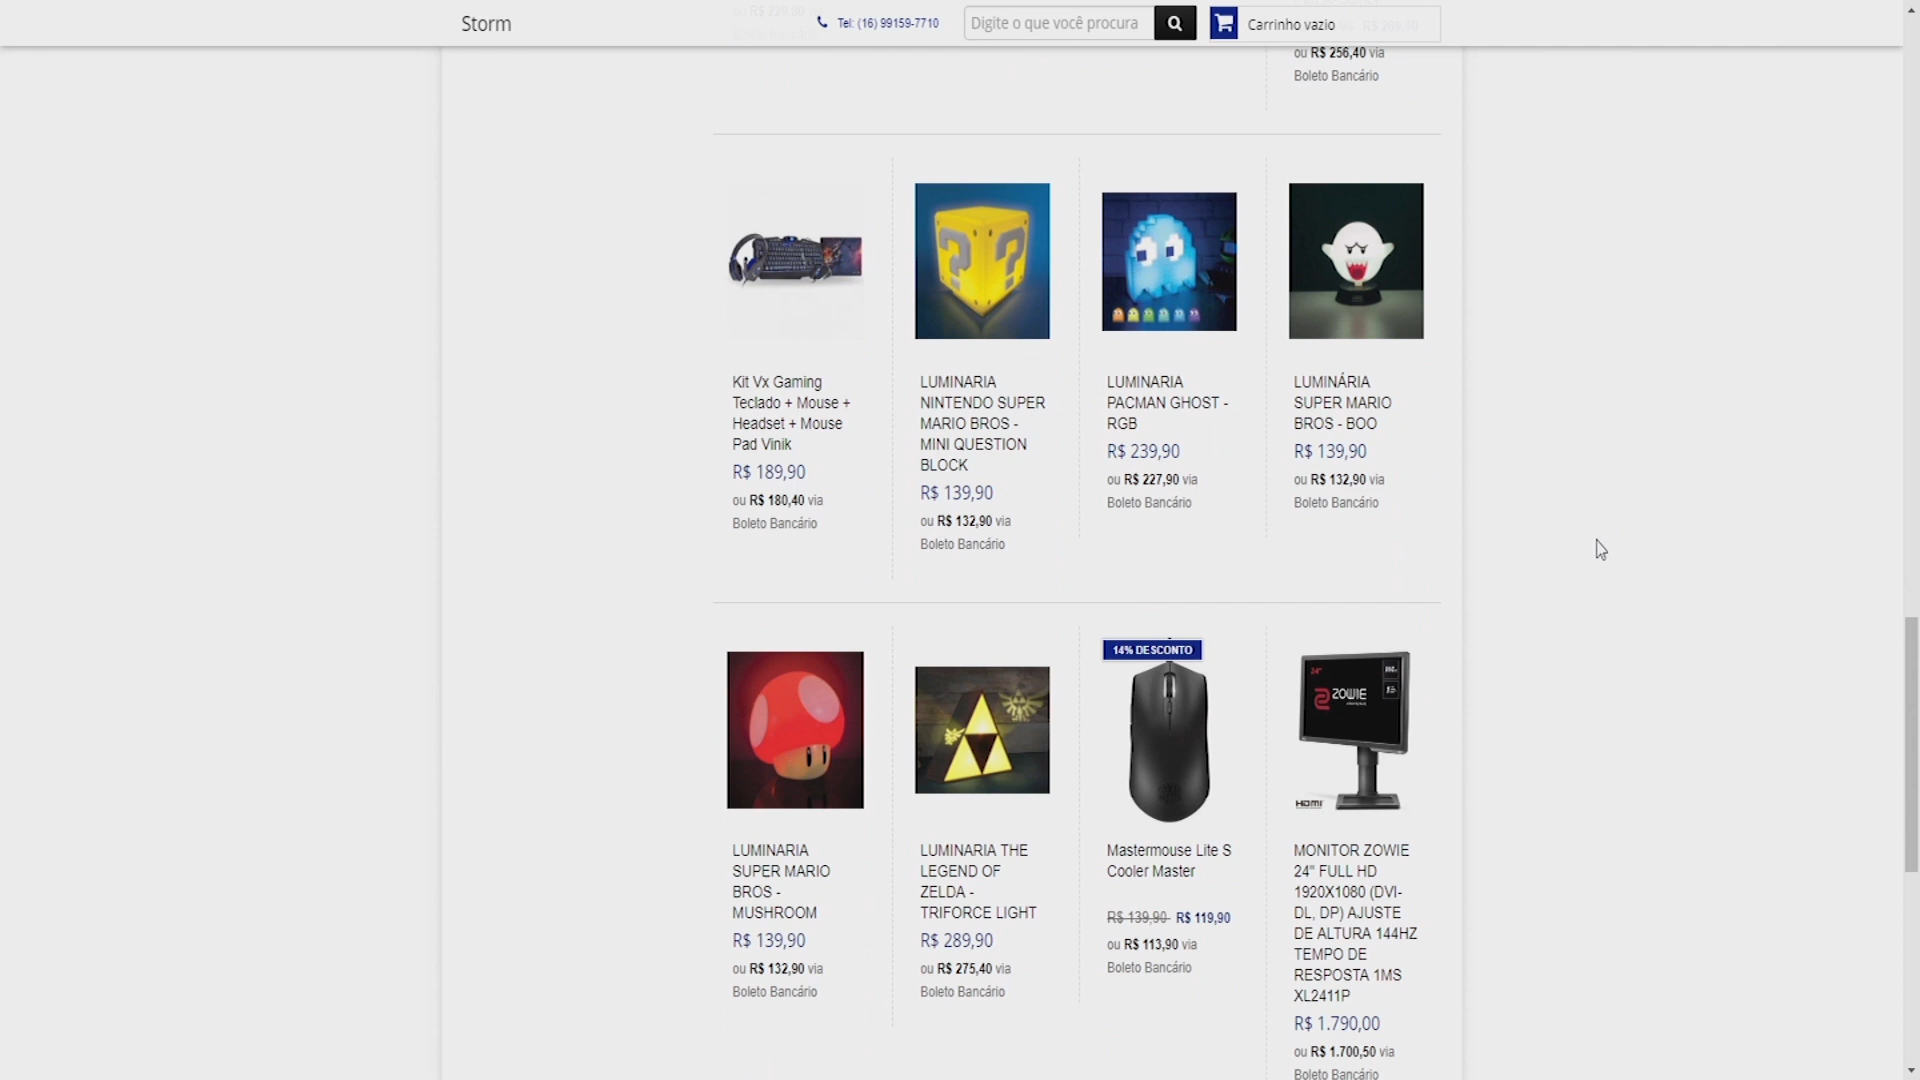 Storm
Tel: (16) 99159-7710
Digite o que você procura
Carrinho vazio
ou R$ 256,40 via
Boleto Bancário
Kit Vx Gaming
Teclado + Mouse +
Headset + Mouse
Pad Vinik
R$ 189,90
ou R$ 180,40 via
Boleto Bancário
LUMINARIA
NINTENDO SUPER
MARIO BROS -
MINI QUESTION
BLOCK
R$ 139,90
ou R$ 132,90 via
Boleto Bancário
LUMINARIA
PACMAN GHOST -
RGB
R$ 239,90
ou R$ 227,90 via
Boleto Bancário
LUMINÁRIA
SUPER MARIO
BROS - BOO
R$ 139,90
ou R$ 132,90 via
Boleto Bancário
LUMINARIA
SUPER MARIO
BROS -
MUSHROOM
R$ 139,90
ou R$ 132,90 via
Boleto Bancário
LUMINARIA THE
LEGEND OF
ZELDA -
TRIFORCE LIGHT
R$ 289,90
ou R$ 275,40 via
Boleto Bancário
14% DESCONTO
Mastermouse Lite S
Cooler Master
R$ 139,90 R$ 119,90
ou R$ 113,90 via
Boleto Bancário
24"
ZOWIE
HDMI
MONITOR ZOWIE
24" FULL HD
1920X1080 (DVI-
DL, DP) AJUSTE
DE ALTURA 144HZ
TEMPO DE
RESPOSTA 1MS
XL2411P
R$ 1.790,00
ou R$ 1.700,50 via
Boleto Bancário